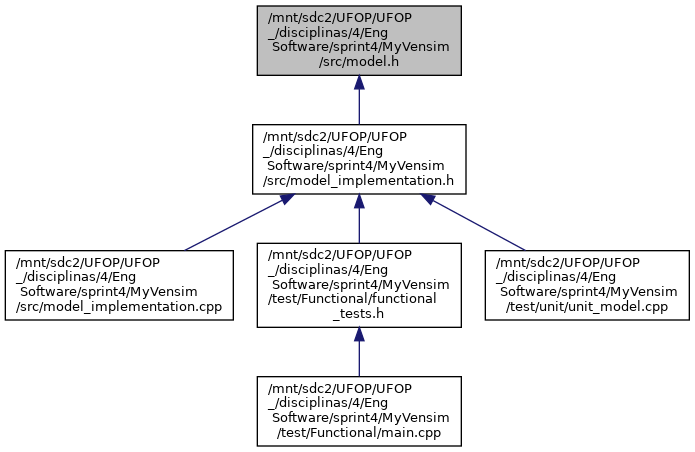 /mnt/sdc2/UFOP/UFOP
_/disciplinas/4/Eng
Software/sprint4/MyVensim
/src/model.h
/mnt/sdc2/UFOP/UFOP
_/disciplinas/4/Eng
Software/sprint4/MyVensim
/src/model_implementation.h
/mnt/sdc2/UFOP/UFOP
_/disciplinas/4/Eng
Software/sprint4/MyVensim
/src/model_implementation.cpp
/mnt/sdc2/UFOP/UFOP
_/disciplinas/4/Eng
Software/sprint4/MyVensim
/test/Functional/functional
_tests.h
/mnt/sdc2/UFOP/UFOP
_/disciplinas/4/Eng
Software/sprint4/MyVensim
/test/unit/unit_model.cpp
/mnt/sdc2/UFOP/UFOP
_/disciplinas/4/Eng
Software/sprint4/MyVensim
/test/Functional/main.cpp